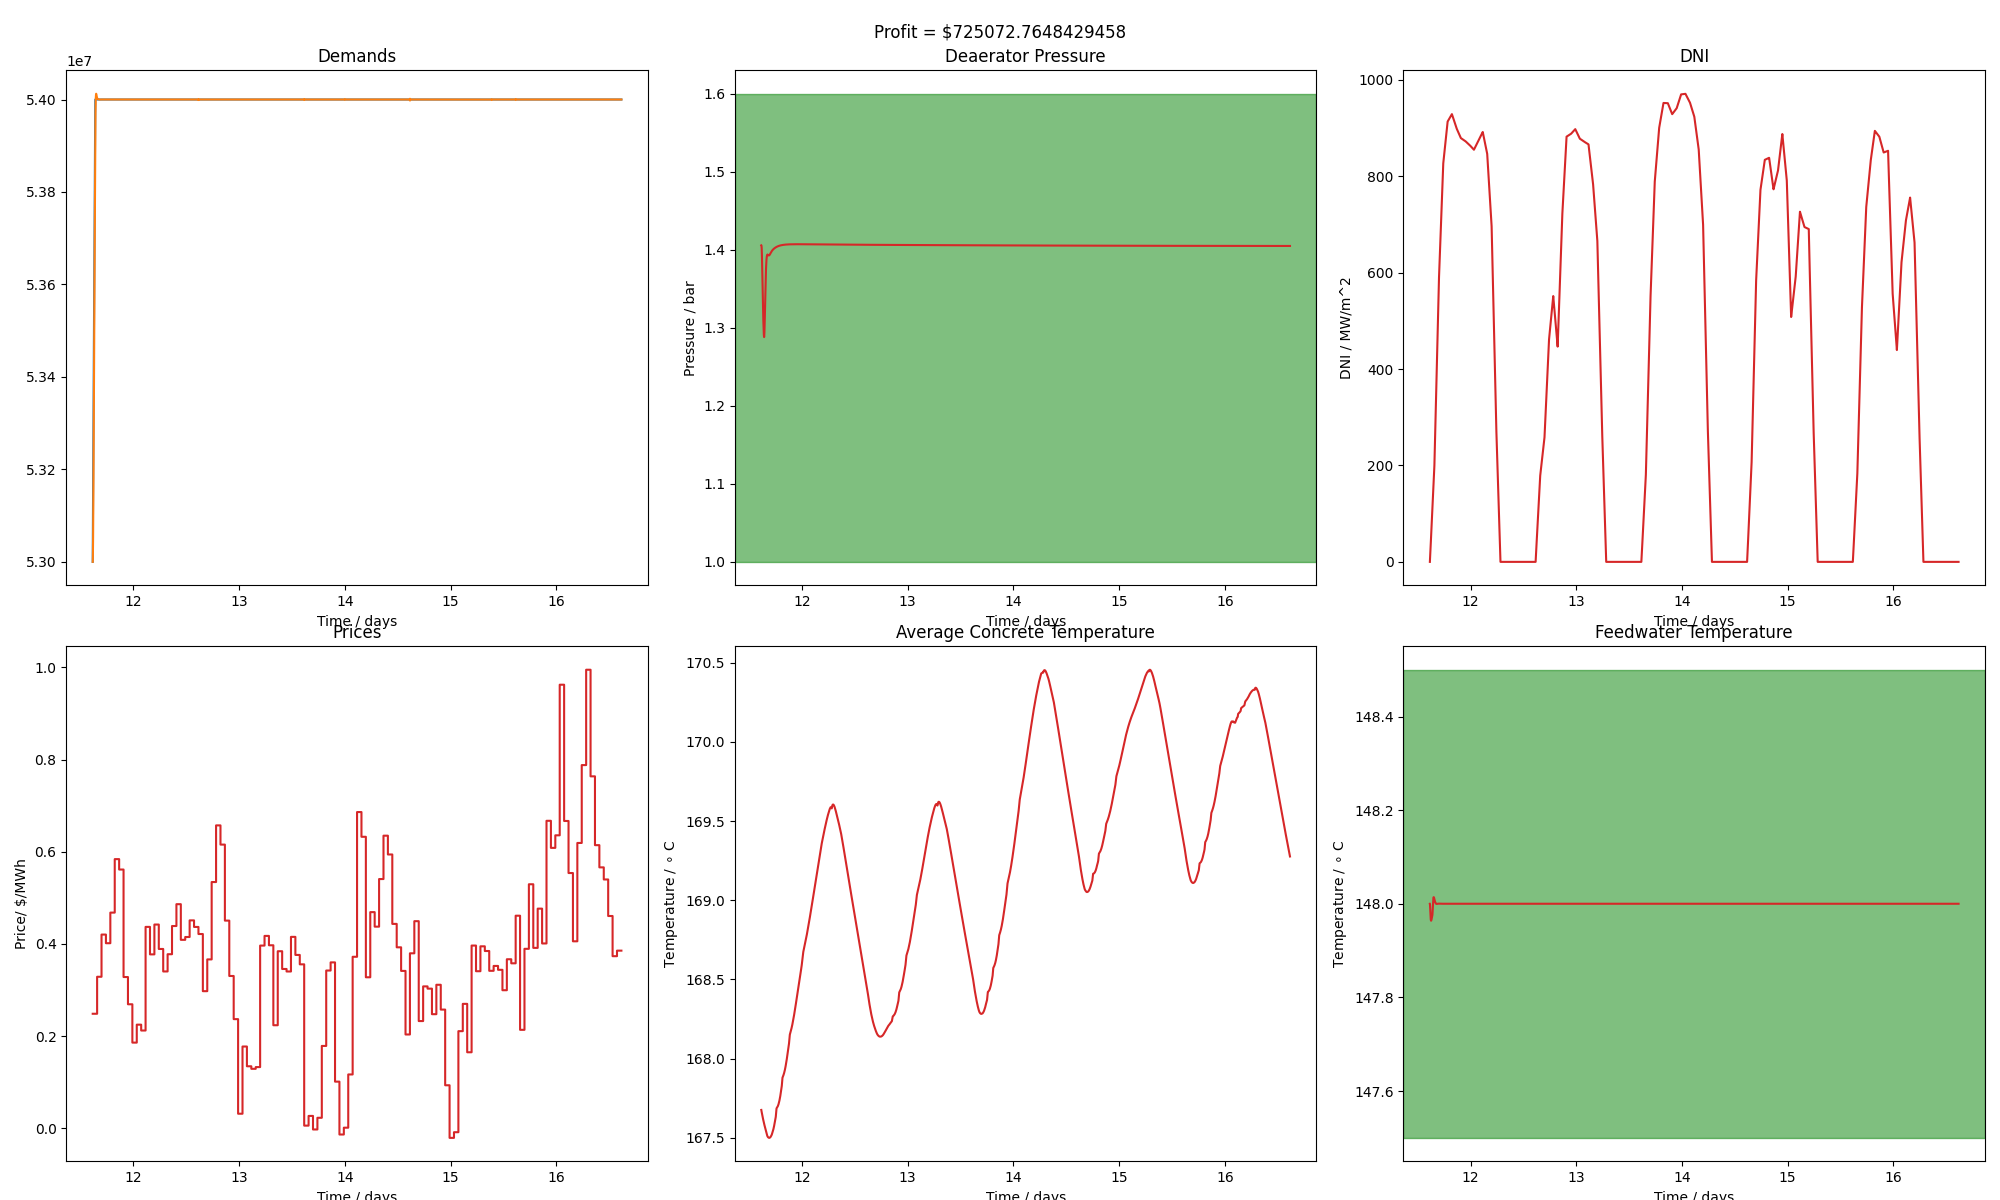 Profit = $725072.7648429458
Demands
1e7
5.40
5.38
5.36
5.34
5.32
5.30
12 13 14 15 16
Time / days
Deaerator Pressure
Pressure / bar
1.6
1.5
1.4
1.3
1.2
1.1
1.0
12 13 14 15 16
Time / days
DNI
DNI / MW/m^2
1000
800
600
400
200
0
12 13 14 15 16
Time / days
Prices
Price/ $/MWh
1.0
0.8
0.6
0.4
0.2
0.0
12 13 14 15 16
Time / days
Average Concrete Temperature
Temperature / ∘ C
170.5
170.0
169.5
169.0
168.5
168.0
167.5
12 13 14 15 16
Time / days
Feedwater Temperature
Temperature / ∘ C
148.4
148.2
148.0
147.8
147.6
12 13 14 15 16
Time / days